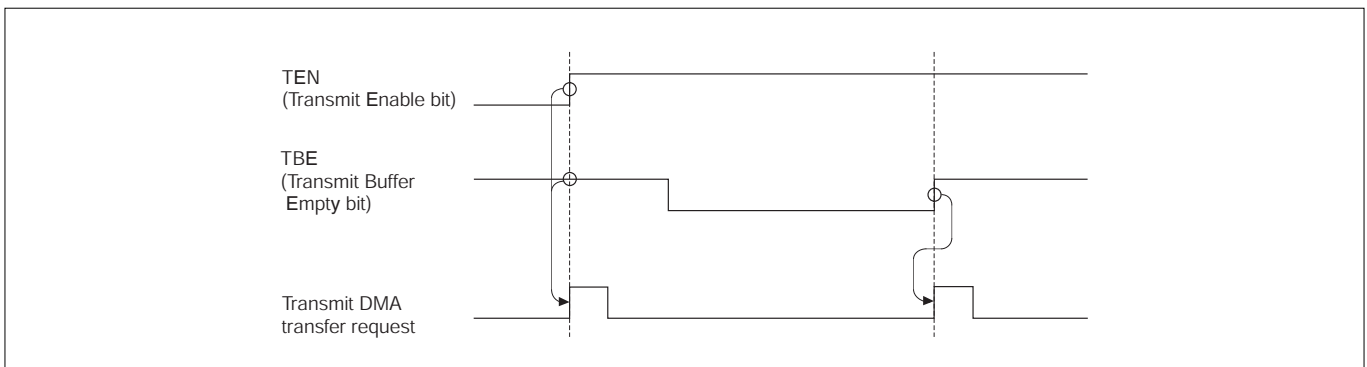 TEN
(Transmit Enable bit)
TBE
(Transmit Buffer
Empty bit)
Transmit DMA
transfer request